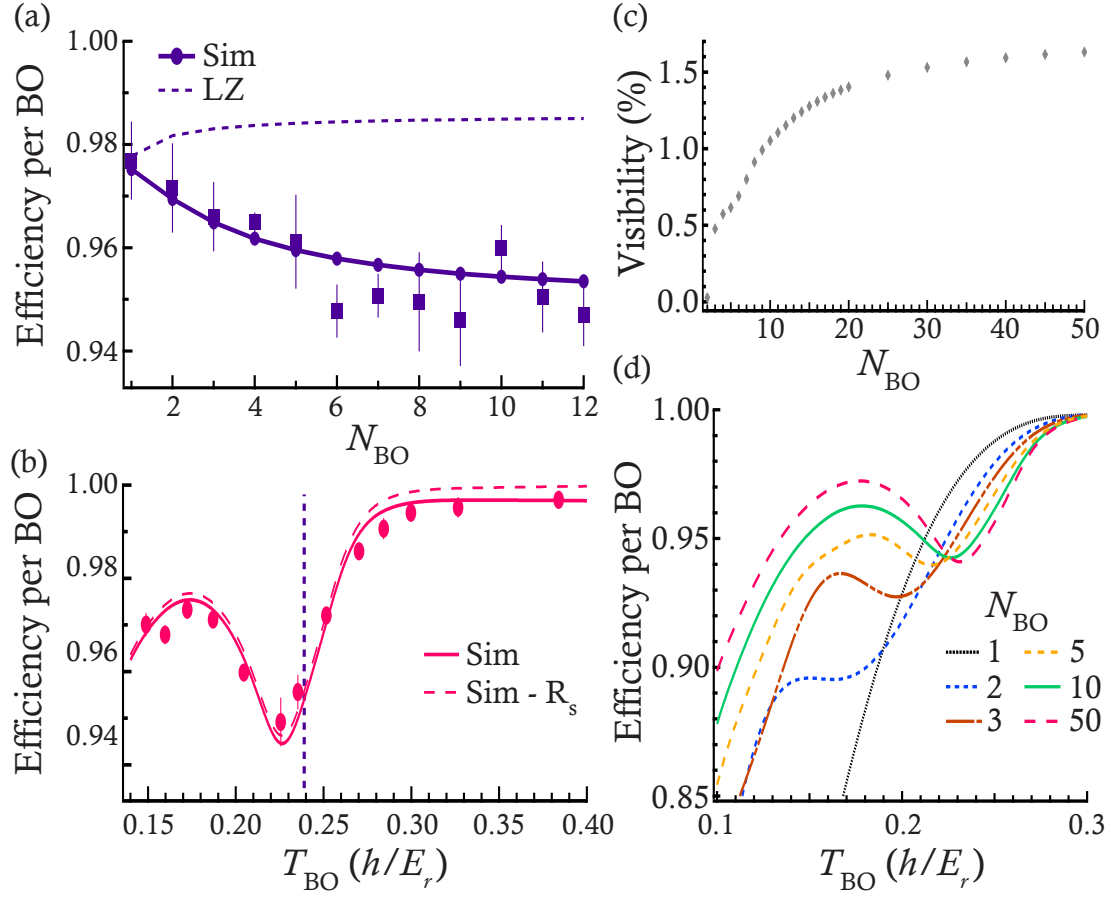 (a)
1.00
0.98
0.96
0.94
Efficiency per BO
Sim
LZ
2
4
6
8
10
12
N_BO
(b)
1.00
0.98
0.96
0.94
Efficiency per BO
Sim
Sim - R_s
0.15
0.20
0.25
0.30
0.35
0.40
T_BO (h/E_r)
(c)
1.5
1.0
0.5
0.0
Visibility (%)
10
20
30
40
50
N_BO
(d)
1.00
0.95
0.90
0.85
Efficiency per BO
N_BO
1
5
2
10
3
50
0.1
0.2
0.3
T_BO (h/E_r)